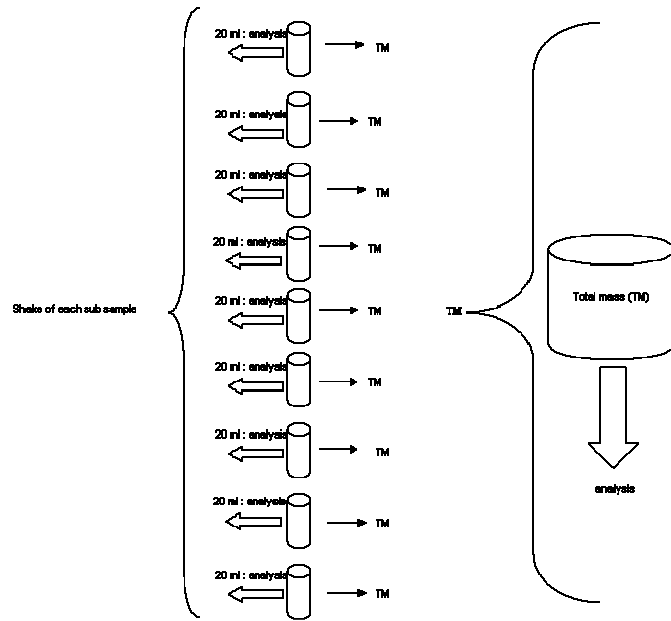 20 ml : analysis
TM
20 ml : analysis
TM
20 ml : analysis
TM
20 ml : analysis
TM
Shake of each sub sample
20 ml : analysis
TM
TM
Total mass (TM)
20 ml : analysis
TM
20 ml : analysis
TM
analysis
20 ml : analysis
TM
20 ml : analysis
TM